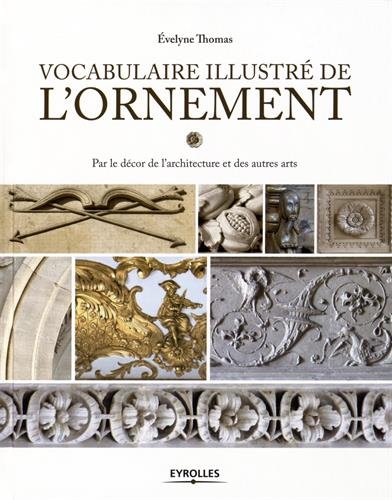 Évelyne Thomas
VOCABULAIRE ILLUSTRÉ DE
L'ORNEMENT
Par le décor de l'architecture et des autres arts
EYROLLES